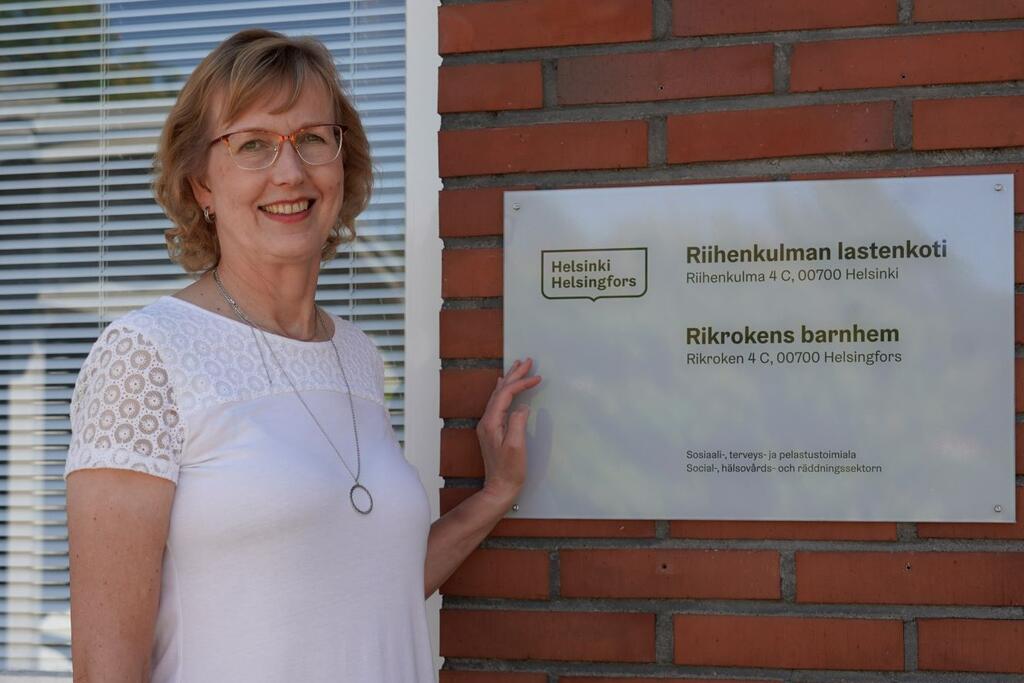 Helsinki
Helsingfors
Riihenkulman lastenkoti
Riihenkulma 4 C, 00700 Helsinki
Rikrokens barnhem
Rikroken 4 C, 00700 Helsingfors
Sosiaali-, terveys- ja pelastustoimiala
Social-, hälsovårds- och räddningssektorn